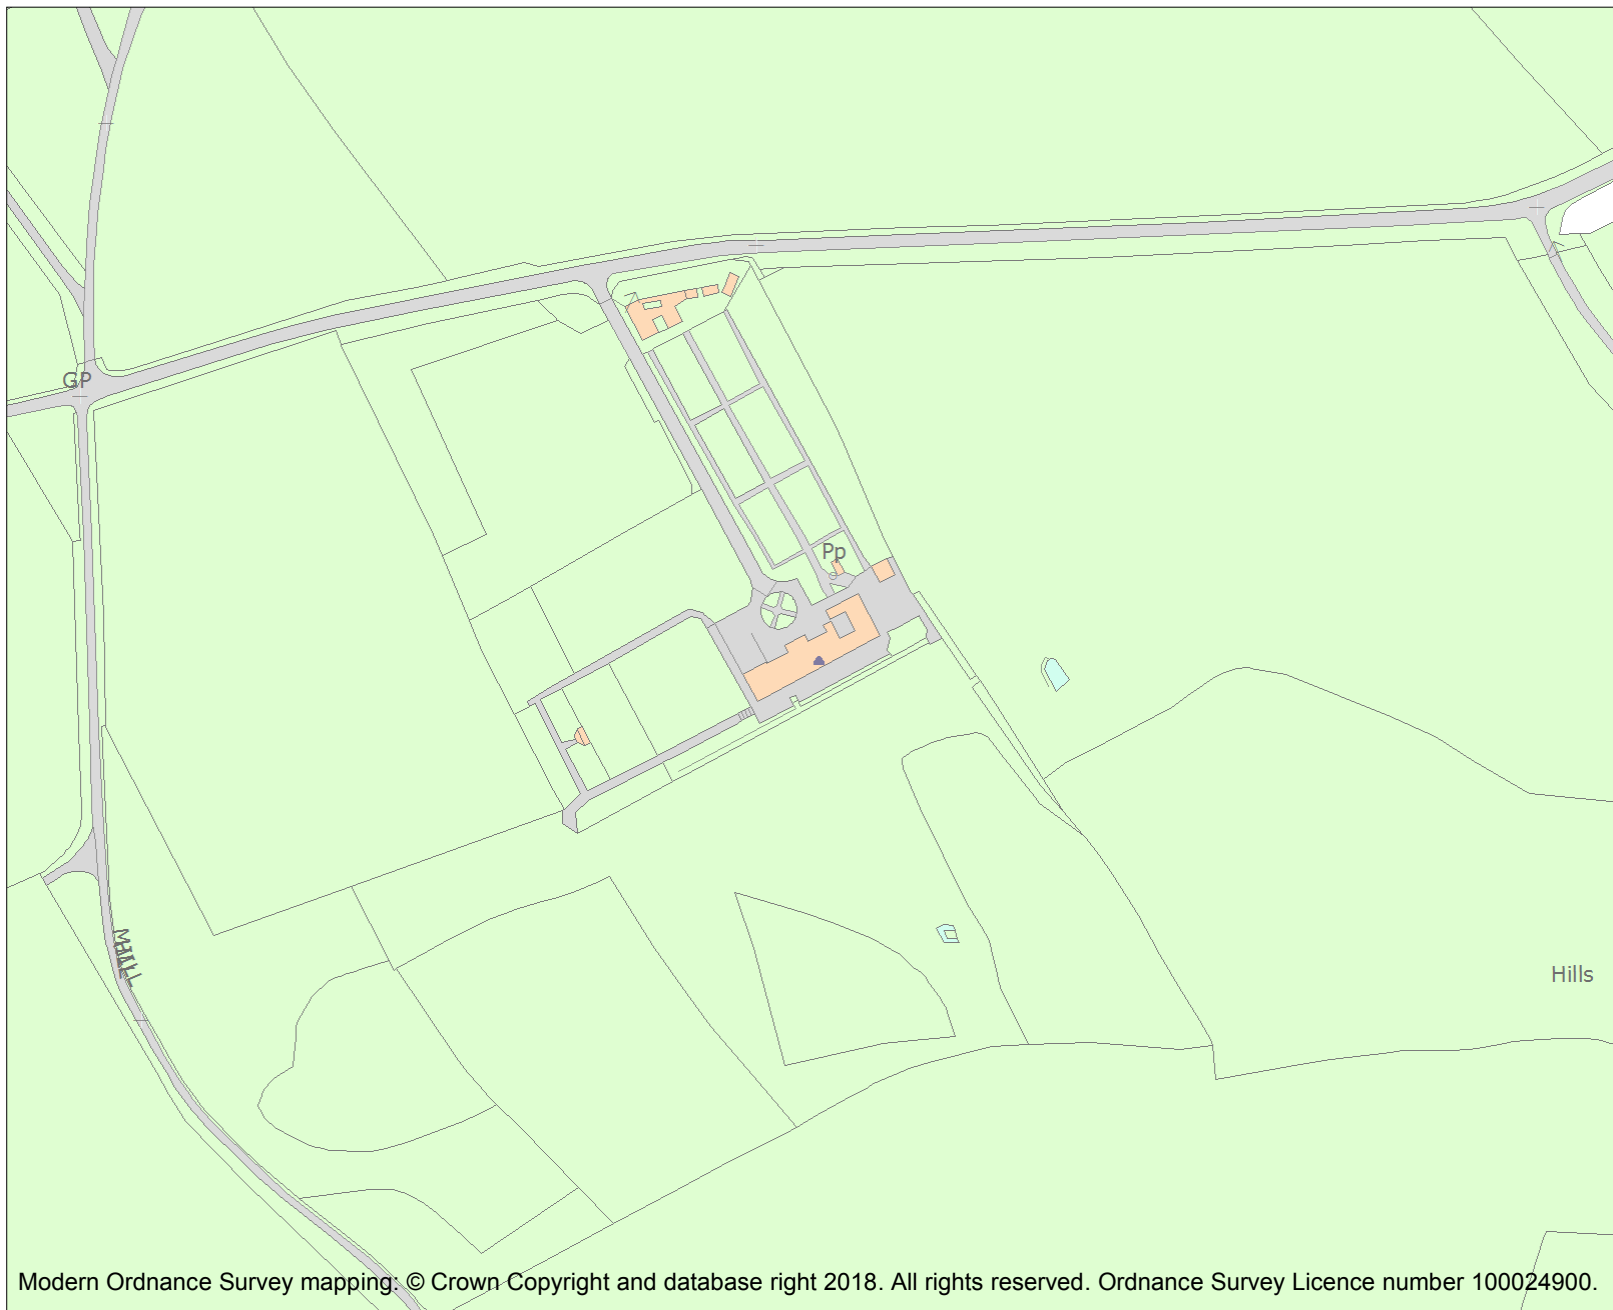 GP
Pp
Hills
Modern Ordnance Survey mapping: © Crown Copyright and database right 2018. All rights reserved. Ordnance Survey Licence number 100024900.